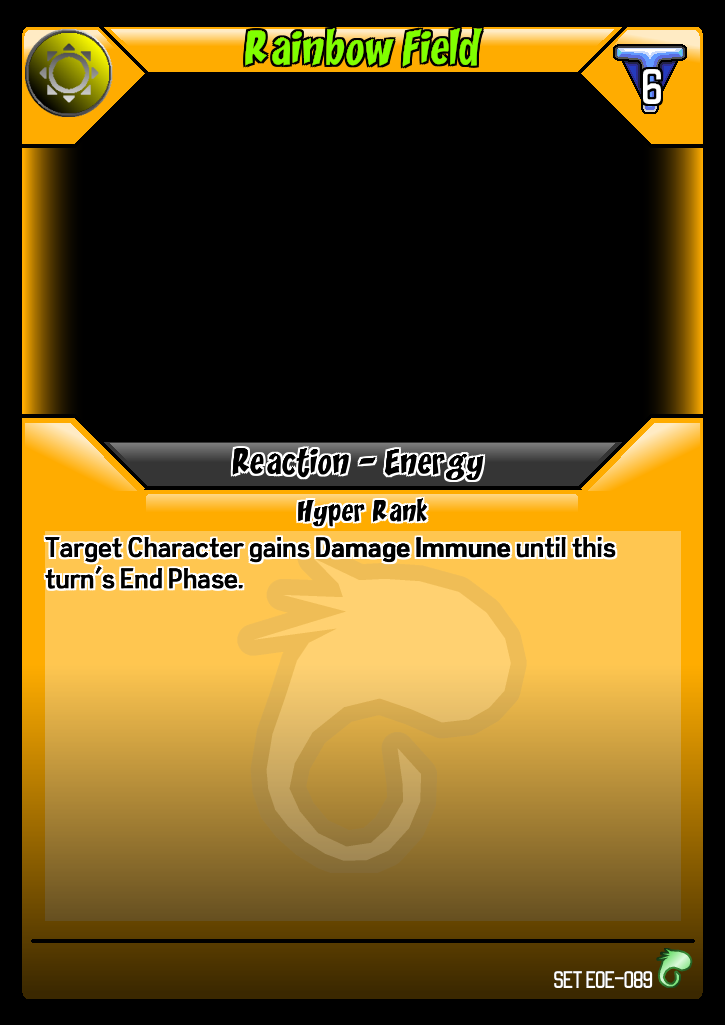 Rainbow Field
6
Reaction - Energy
Hyper Rank
Target Character gains Damage Immune until this
turn's End Phase.
SET EOE-089